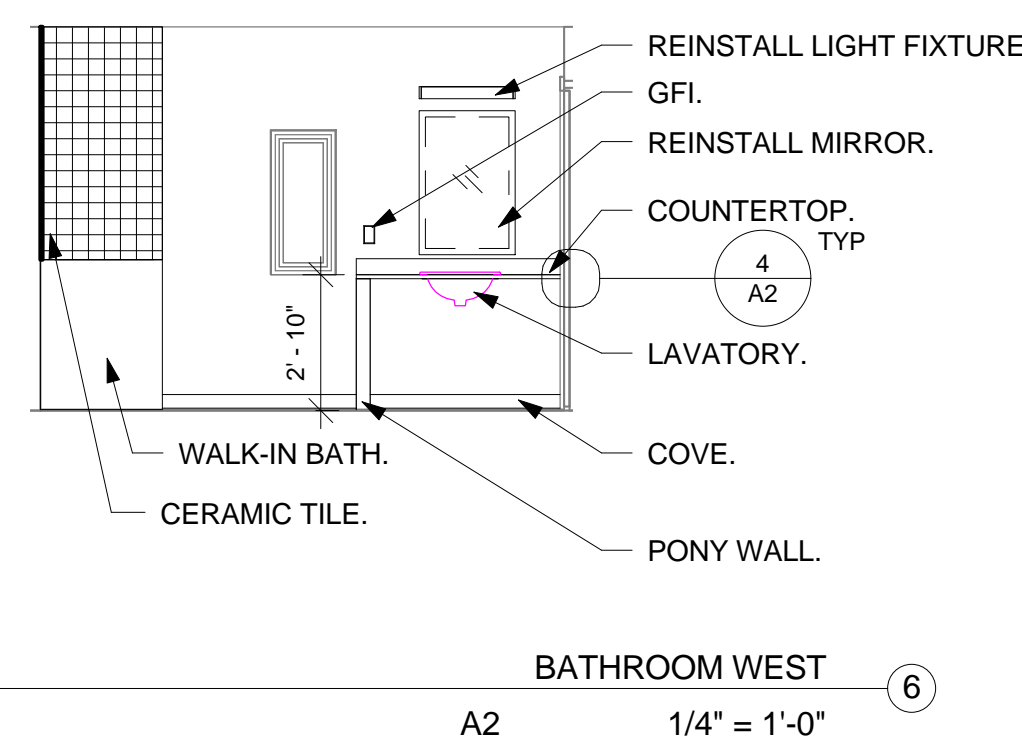 REINSTALL LIGHT FIXTURE
GFI.
REINSTALL MIRROR.
COUNTERTOP.
TYP
4
A2
2' - 10"
LAVATORY.
WALK-IN BATH.
COVE.
CERAMIC TILE.
PONY WALL.
BATHROOM WEST
6
A2
1/4" = 1'-0"